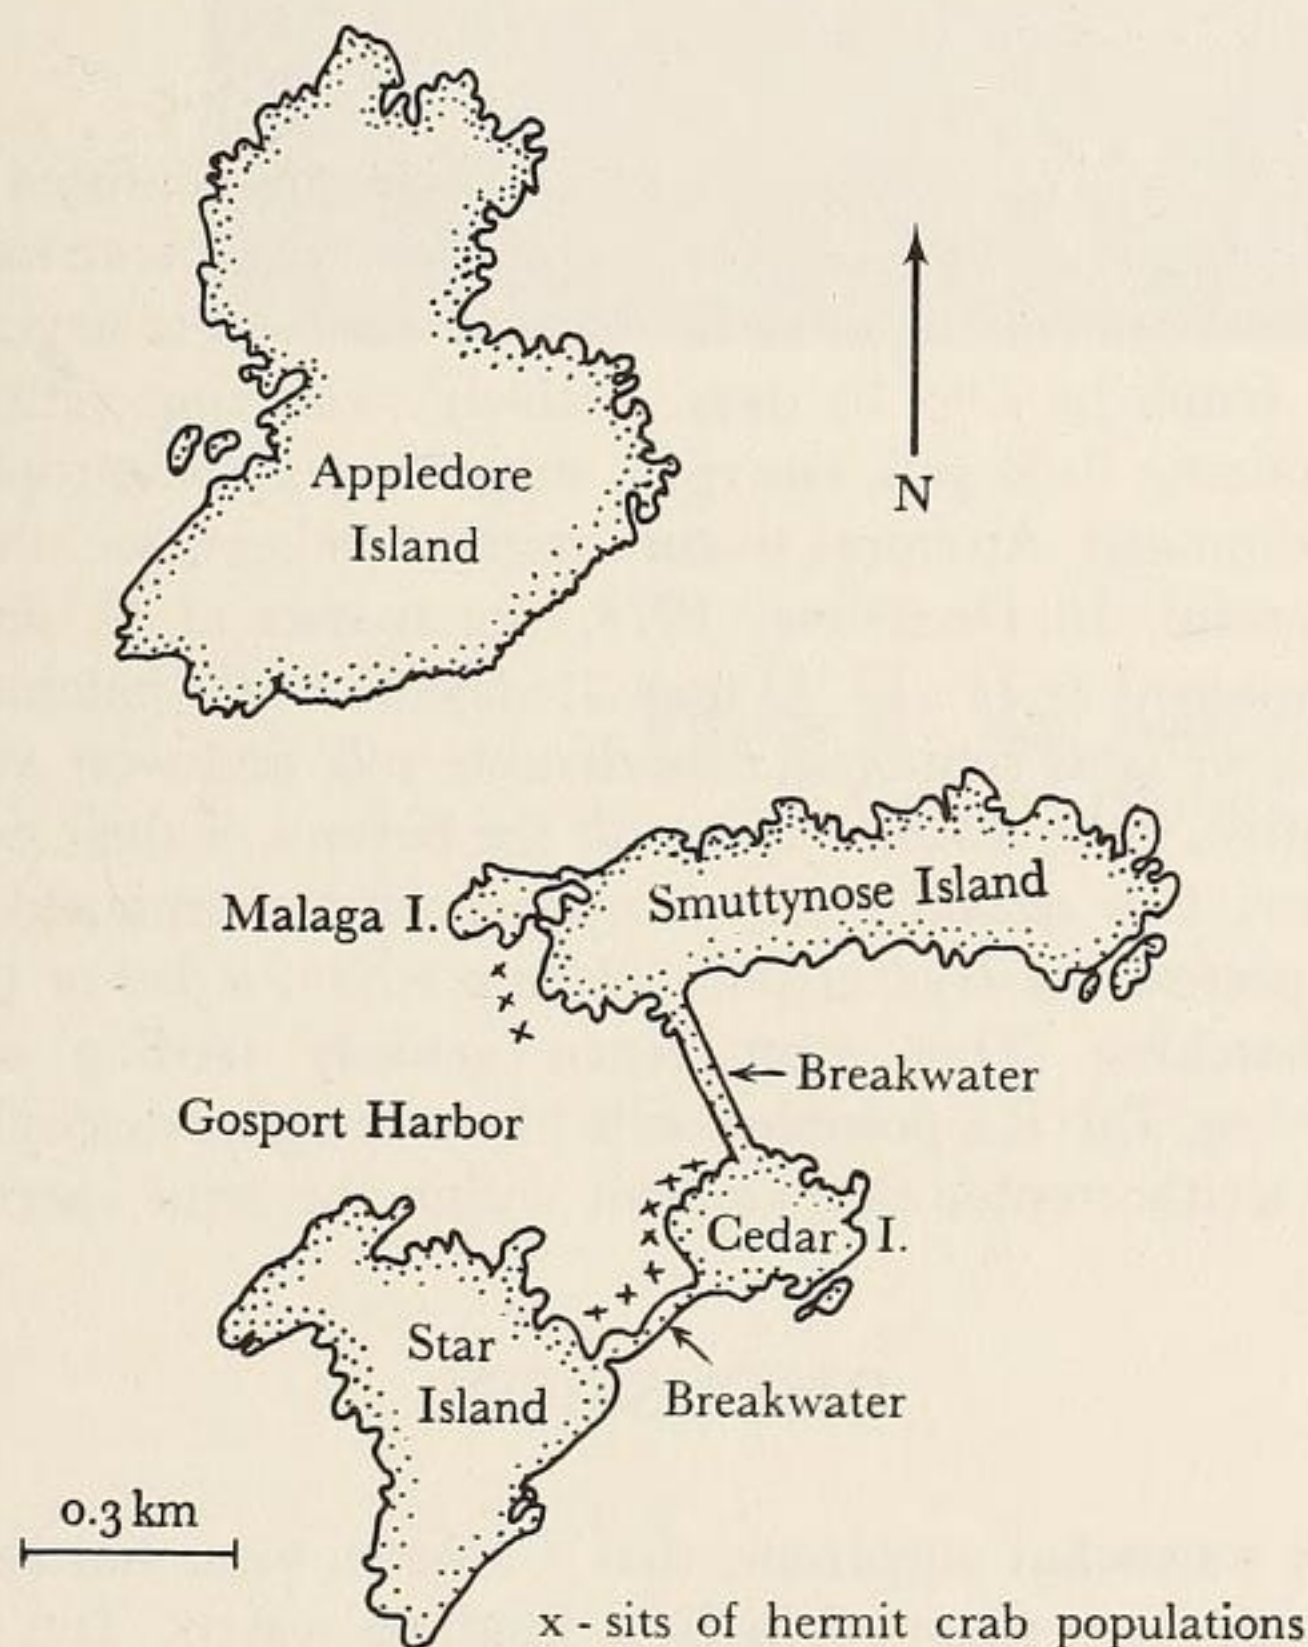 Appledore
Island
N
Malaga I.
Smuttynose Island
Breakwater
Gosport Harbor
Cedar I.
Star
Island
Breakwater
0.3 km
x - sits of hermit crab populations